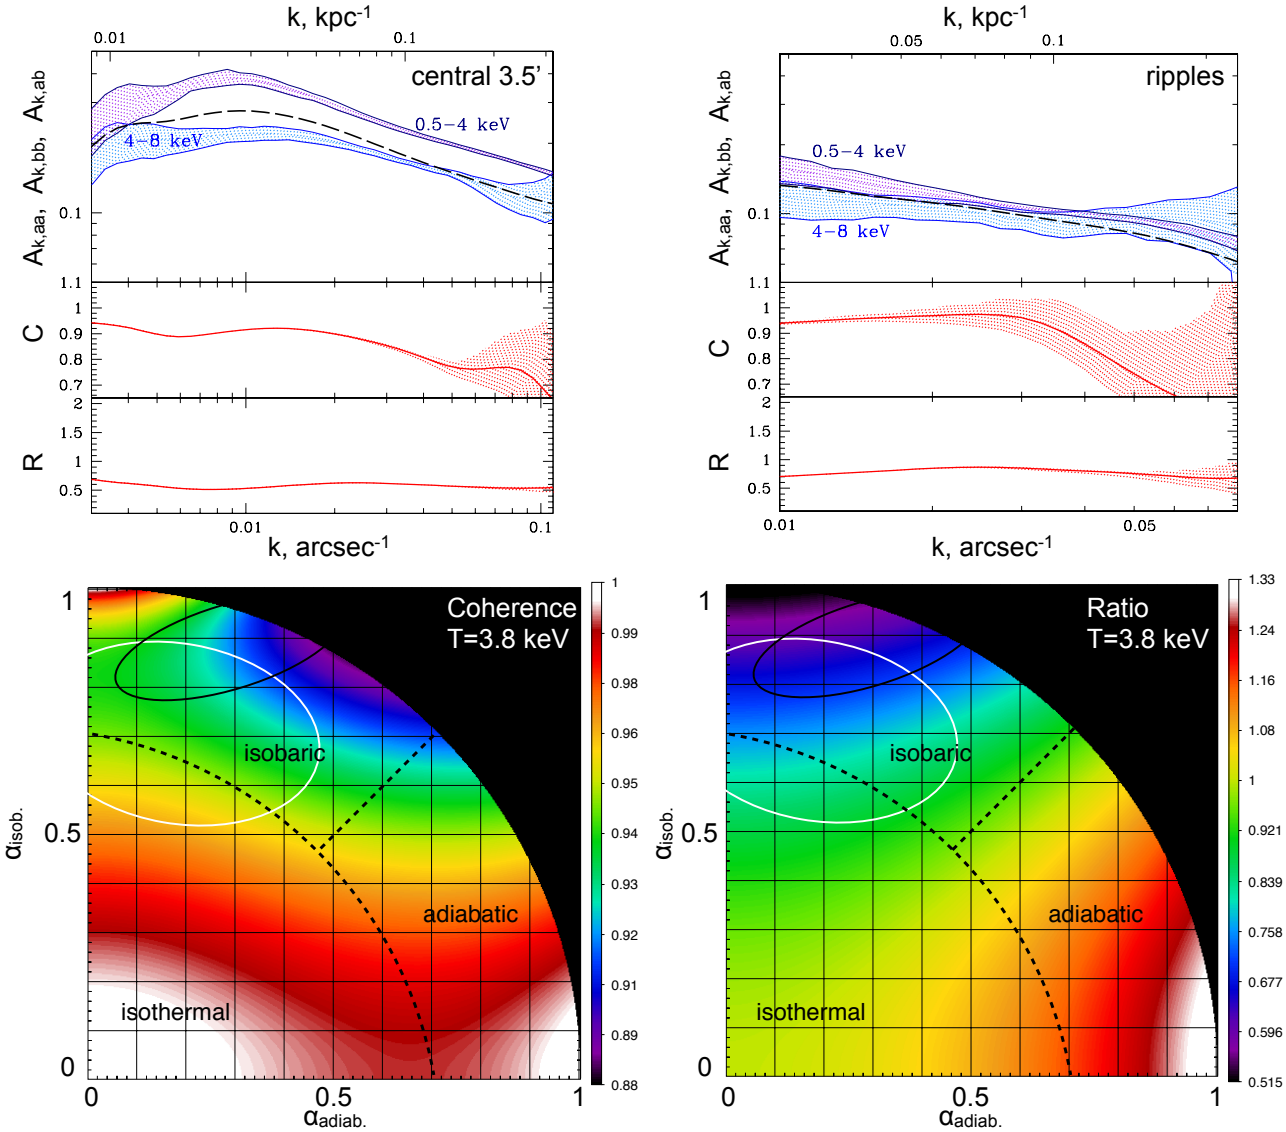 k, kpc-1
0.01
0.1
central 3.5’
0.5−4 keV
4−8 keV
Ak,aa, Ak,bb, Ak,ab
0.1
1.1
1
0.9
0.8
0.7
C
2
1.5
1
0.5
R
0.01
0.1
k, arcsec-1
k, kpc-1
0.05
0.1
ripples
0.5−4 keV
4−8 keV
Ak,aa, Ak,bb, Ak,ab
0.1
1.1
1
0.9
0.8
0.7
C
2
1.5
1
0.5
R
0.01
0.05
k, arcsec-1
Coherence
T=3.8 keV
isobaric
adiabatic
isothermal
1
0.5
0
αisob.
0
0.5
1
αadiab.
1
0.99
0.98
0.96
0.95
0.94
0.93
0.92
0.91
0.89
0.88
Ratio
T=3.8 keV
isobaric
adiabatic
isothermal
1
0.5
0
αisob.
0
0.5
1
αadiab.
1.33
1.24
1.16
1.08
1
0.921
0.839
0.758
0.677
0.596
0.515